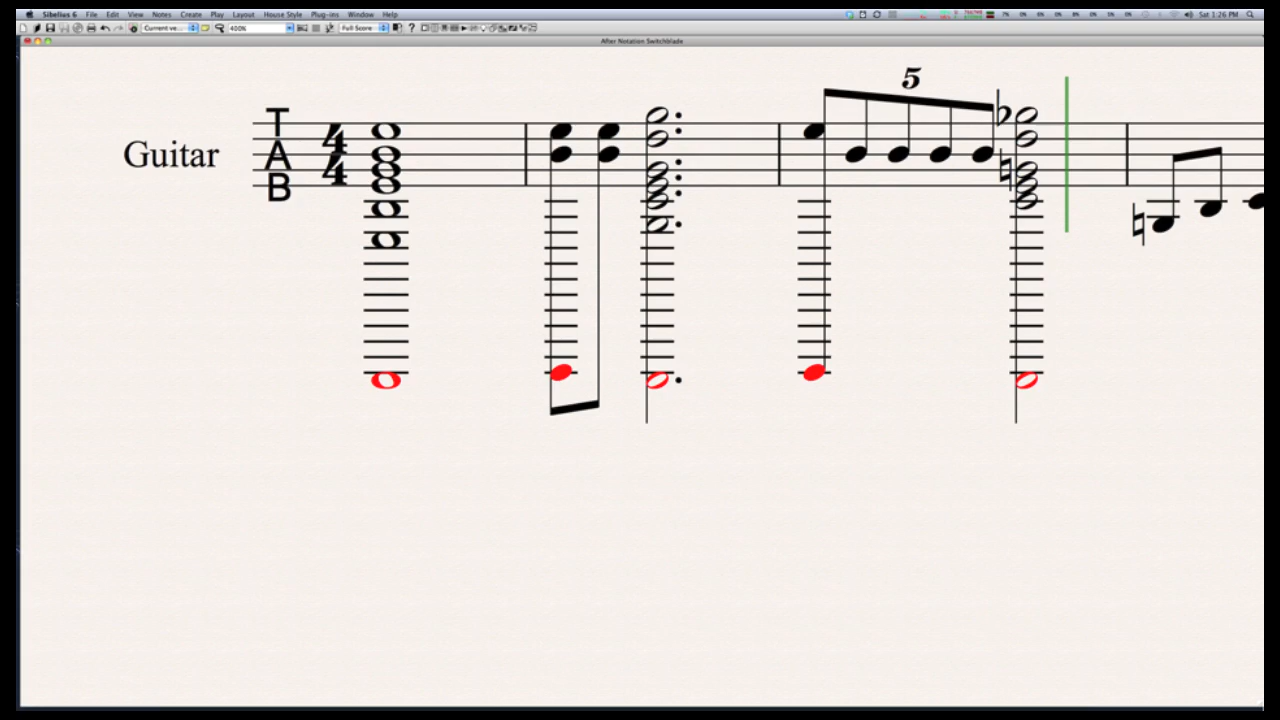 Sibelius 6 File Edit View Notes Create Play Layout House Style Plug-ins Window Help Sat 1:26 PM
Current ve... 400% Full Score ?
After Notation Switchblade
5
T
4
Guitar A
4
B